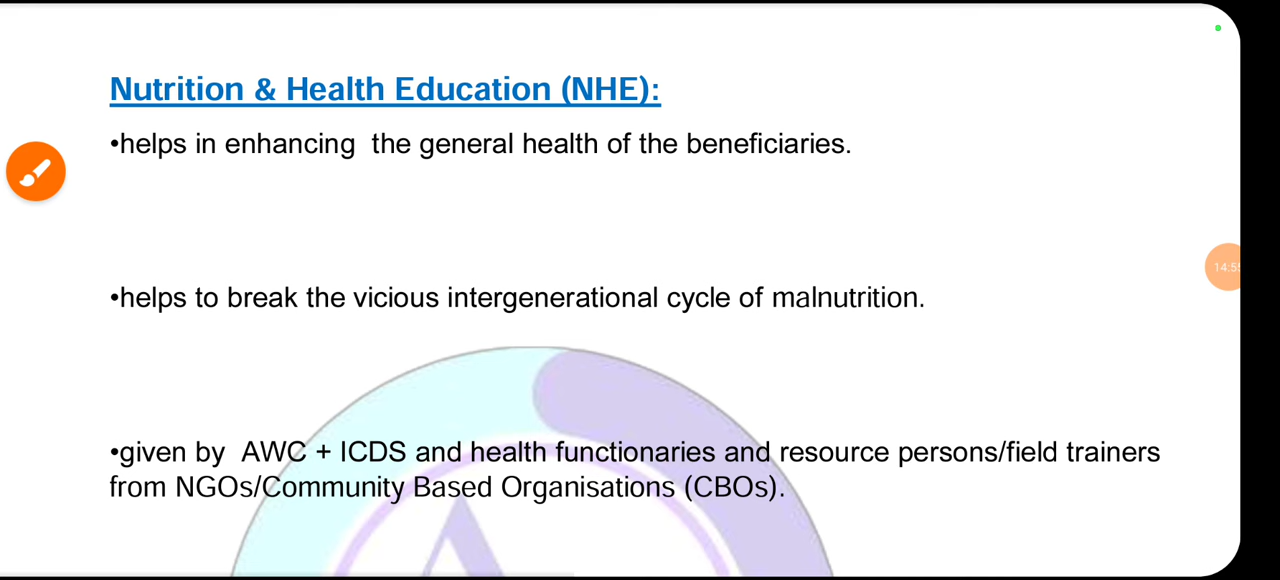 Nutrition & Health Education (NHE):
•helps in enhancing  the general health of the beneficiaries.
14:5
•helps to break the vicious intergenerational cycle of malnutrition.
•given by  AWC + ICDS and health functionaries and resource persons/field trainers
from NGOs/Community Based Organisations (CBOs).